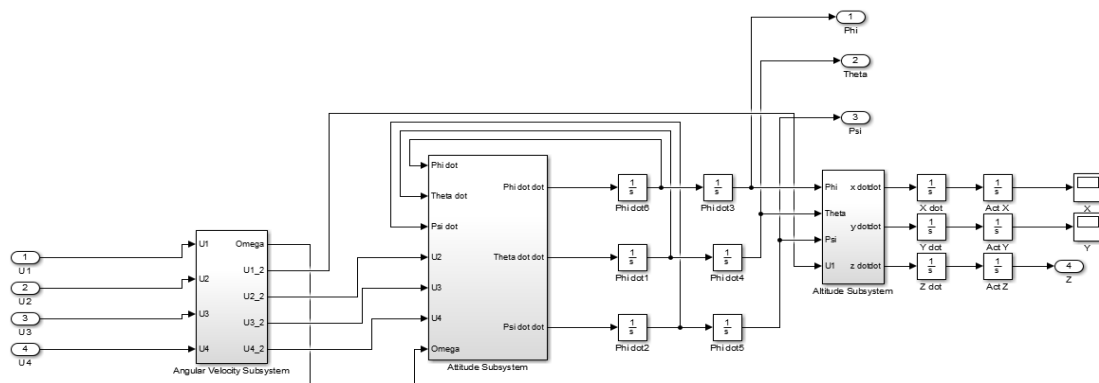 1
Phi
2
Theta
3
Psi
Phi dot
Theta dot
Psi dot
U2
U3
U4
Omega
Phi dot dot
Theta dot dot
Psi dot dot
Attitude Subsystem
1
s
Phi dot6
1
s
Phi dot3
1
s
Phi dot1
1
s
Phi dot4
1
s
Phi dot2
1
s
Phi dot5
Phi
Theta
Psi
U1
x dotdot
y dotdot
z dotdot
Altitude Subsystem
1
s
X dot
1
s
Act X
X
1
s
Y dot
1
s
Act Y
Y
1
s
Z dot
1
s
Act Z
4
Z
1
U1
2
U2
3
U3
4
U4
U1
U2
U3
U4
Omega
U1_2
U2_2
U3_2
U4_2
Angular Velocity Subsystem